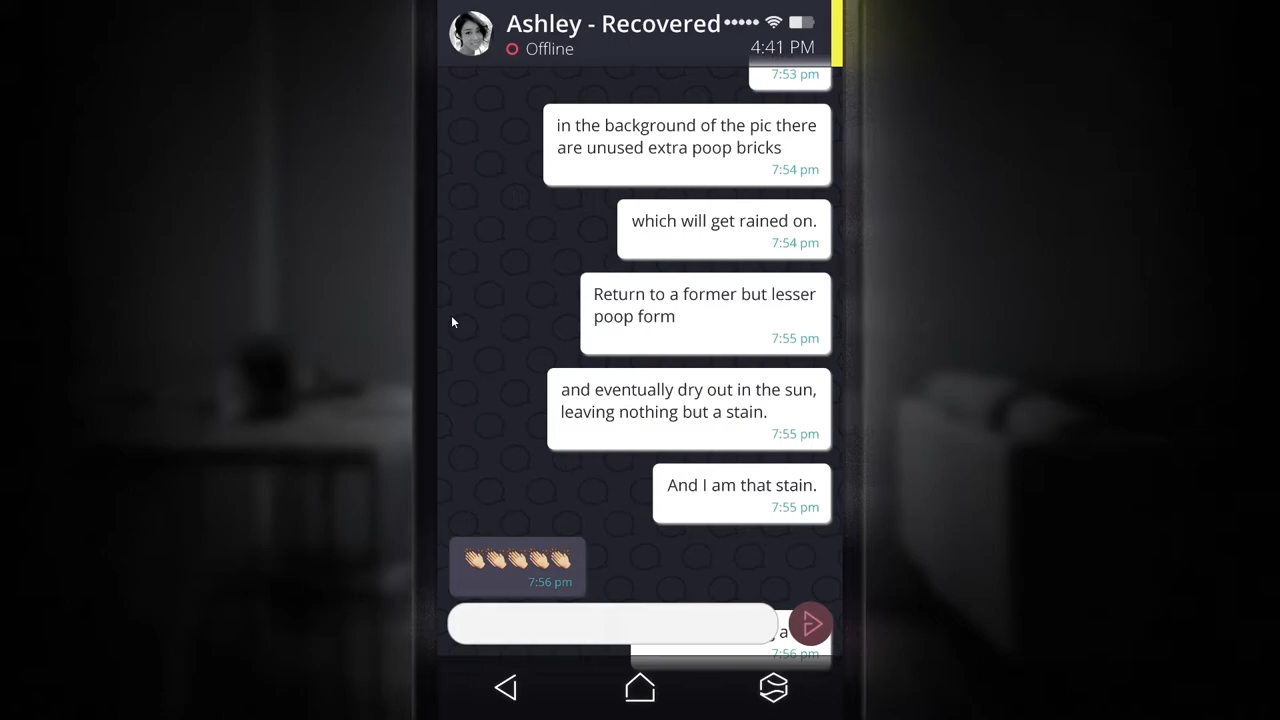 Ashley - Recovered
Offline
4:41 PM
7:53 pm
in the background of the pic there
are unused extra poop bricks
7:54 pm
which will get rained on.
7:54 pm
Return to a former but lesser
poop form
7:55 pm
and eventually dry out in the sun,
leaving nothing but a stain.
7:55 pm
And I am that stain.
7:55 pm
👏👏👏👏👏
7:56 pm
a
7:56 pm